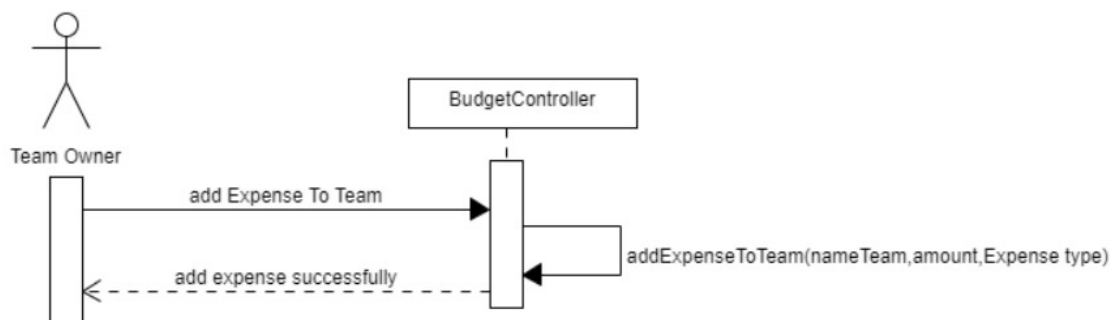 BudgetController
Team Owner
add Expense To Team
addExpenseToTeam(nameTeam,amount,Expense type)
add expense successfully